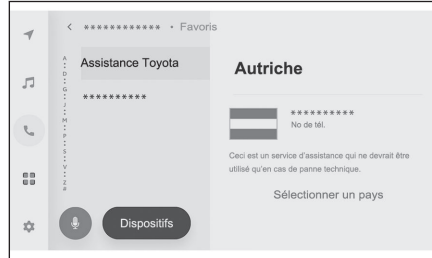 ************ • Favoris
A
D
G
J
M
P
S
V
Z
#
Assistance Toyota
**********
Dispositifs
Autriche
**********
No de tél.
Ceci est un service d'assistance qui ne devrait être
utilisé qu'en cas de panne technique.
Sélectionner un pays